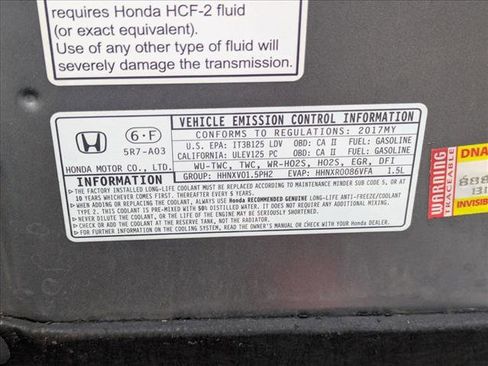 requires Honda HCF-2 fluid
(or exact equivalent).
Use of any other type of fluid will
severely damage the transmission.
6-F
5R7-A03
HONDA MOTOR CO., LTD.
VEHICLE EMISSION CONTROL INFORMATION
CONFORMS TO REGULATIONS: 2017MY
U.S. EPA: IT3B125 LDV OBD: CA II FUEL: GASOLINE
CALIFORNIA: ULEV125 PC OBD: CA II FUEL: GASOLINE
WU-TWC, TWC, WR-HO2S, HO2S, EGR, DFI
GROUP: HHNXV01.5PH2 EVAP: HHNXR0086VFA 1.5L
INFORMATION
THE FACTORY INSTALLED LONG-LIFE COOLANT MUST BE REPLACED ACCORDING TO MAINTENANCE MINDER SUB CODE 5, OR AT
10 YEARS WHICHEVER COMES FIRST. THEREAFTER EVERY 5 YEARS.
WHEN ADDING OR REPLACING THE COOLANT, ALWAYS USE Honda RECOMMENDED GENUINE LONG-LIFE ANTI-FREEZE/COOLANT
TYPE 2. THIS COOLANT IS PRE-MIXED WITH 50% DISTILLED WATER, IT DOES NOT REQUIRE ANY ADDITIONAL MIXING.
NEVER DILUTE THE COOLANT, OR THE LIFE OF THE ENGINE MAY BE SERIOUSLY SHORTENED.
CHECK AND ADD THE COOLANT AT THE RESERVE TANK, NOT THE RADIATOR.
FOR FURTHER INFORMATION ON THE COOLING SYSTEM, READ THE OWNER'S MANUAL OR CHECK WITH YOUR Honda DEALER.
WARNING
TRACEABLE
DNA
INVISIBL